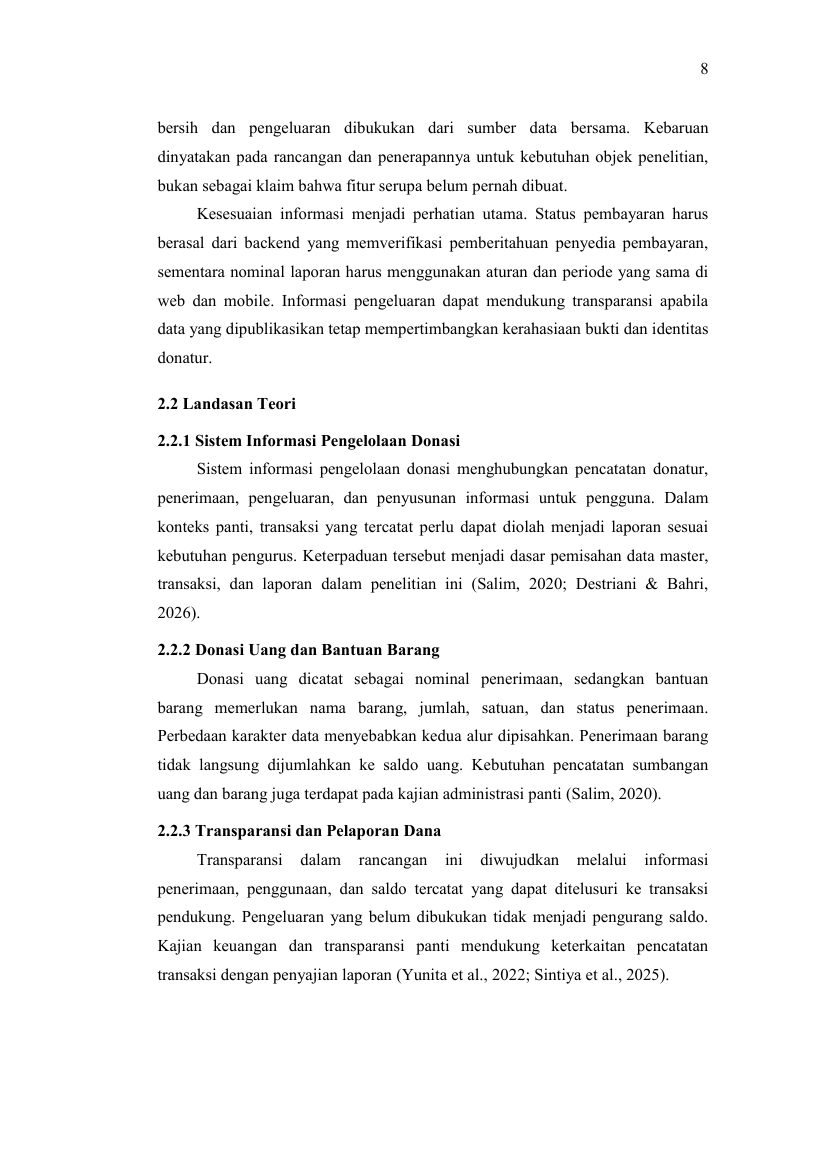 8
bersih dan pengeluaran dibukukan dari sumber data bersama. Kebaruan
dinyatakan pada rancangan dan penerapannya untuk kebutuhan objek penelitian,
bukan sebagai klaim bahwa fitur serupa belum pernah dibuat.
Kesesuaian informasi menjadi perhatian utama. Status pembayaran harus
berasal dari backend yang memverifikasi pemberitahuan penyedia pembayaran,
sementara nominal laporan harus menggunakan aturan dan periode yang sama di
web dan mobile. Informasi pengeluaran dapat mendukung transparansi apabila
data yang dipublikasikan tetap mempertimbangkan kerahasiaan bukti dan identitas
donatur.
2.2 Landasan Teori
2.2.1 Sistem Informasi Pengelolaan Donasi
Sistem informasi pengelolaan donasi menghubungkan pencatatan donatur,
penerimaan, pengeluaran, dan penyusunan informasi untuk pengguna. Dalam
konteks panti, transaksi yang tercatat perlu dapat diolah menjadi laporan sesuai
kebutuhan pengurus. Keterpaduan tersebut menjadi dasar pemisahan data master,
transaksi, dan laporan dalam penelitian ini (Salim, 2020; Destriani & Bahri,
2026).
2.2.2 Donasi Uang dan Bantuan Barang
Donasi uang dicatat sebagai nominal penerimaan, sedangkan bantuan
barang memerlukan nama barang, jumlah, satuan, dan status penerimaan.
Perbedaan karakter data menyebabkan kedua alur dipisahkan. Penerimaan barang
tidak langsung dijumlahkan ke saldo uang. Kebutuhan pencatatan sumbangan
uang dan barang juga terdapat pada kajian administrasi panti (Salim, 2020).
2.2.3 Transparansi dan Pelaporan Dana
Transparansi dalam rancangan ini diwujudkan melalui informasi
penerimaan, penggunaan, dan saldo tercatat yang dapat ditelusuri ke transaksi
pendukung. Pengeluaran yang belum dibukukan tidak menjadi pengurang saldo.
Kajian keuangan dan transparansi panti mendukung keterkaitan pencatatan
transaksi dengan penyajian laporan (Yunita et al., 2022; Sintiya et al., 2025).